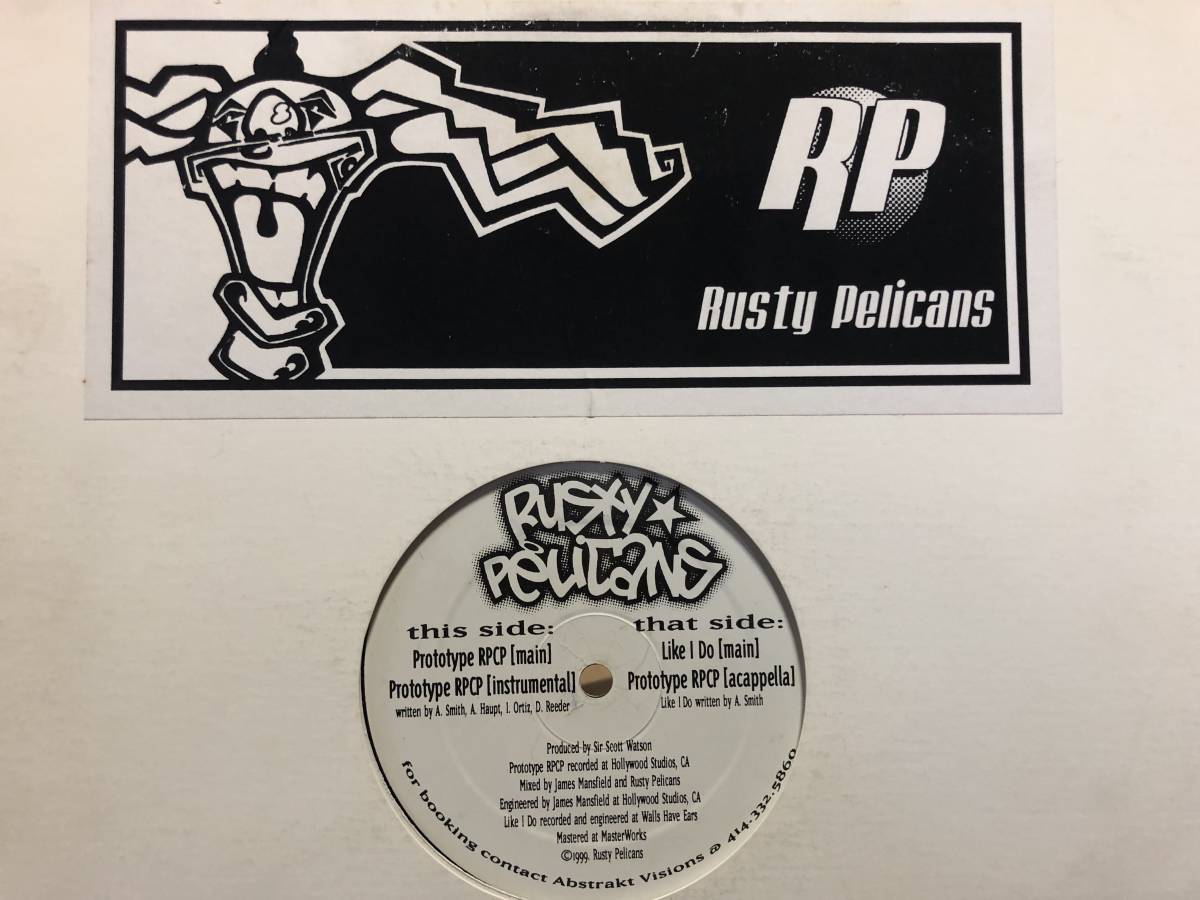 RP
Rusty Pelicans
RUSTY
PELICANS
this side:
Prototype RPCP [main]
Prototype RPCP [instrumental]
written by A. Smith, A. Haupt, I. Ortiz, D. Reeder
that side:
Like I Do [main]
Prototype RPCP [acappella]
Like I Do written by A. Smith
Produced by Sir Scott Watson
Prototype RPCP recorded at Hollywood Studios, CA
Mixed by James Mansfield and Rusty Pelicans
Engineered by James Mansfield at Hollywood Studios, CA
Like I Do recorded and engineered at Walls Have Ears
Mastered at MasterWorks
©1999. Rusty Pelicans
for booking contact Abstrakt Visions @ 414-332-5860